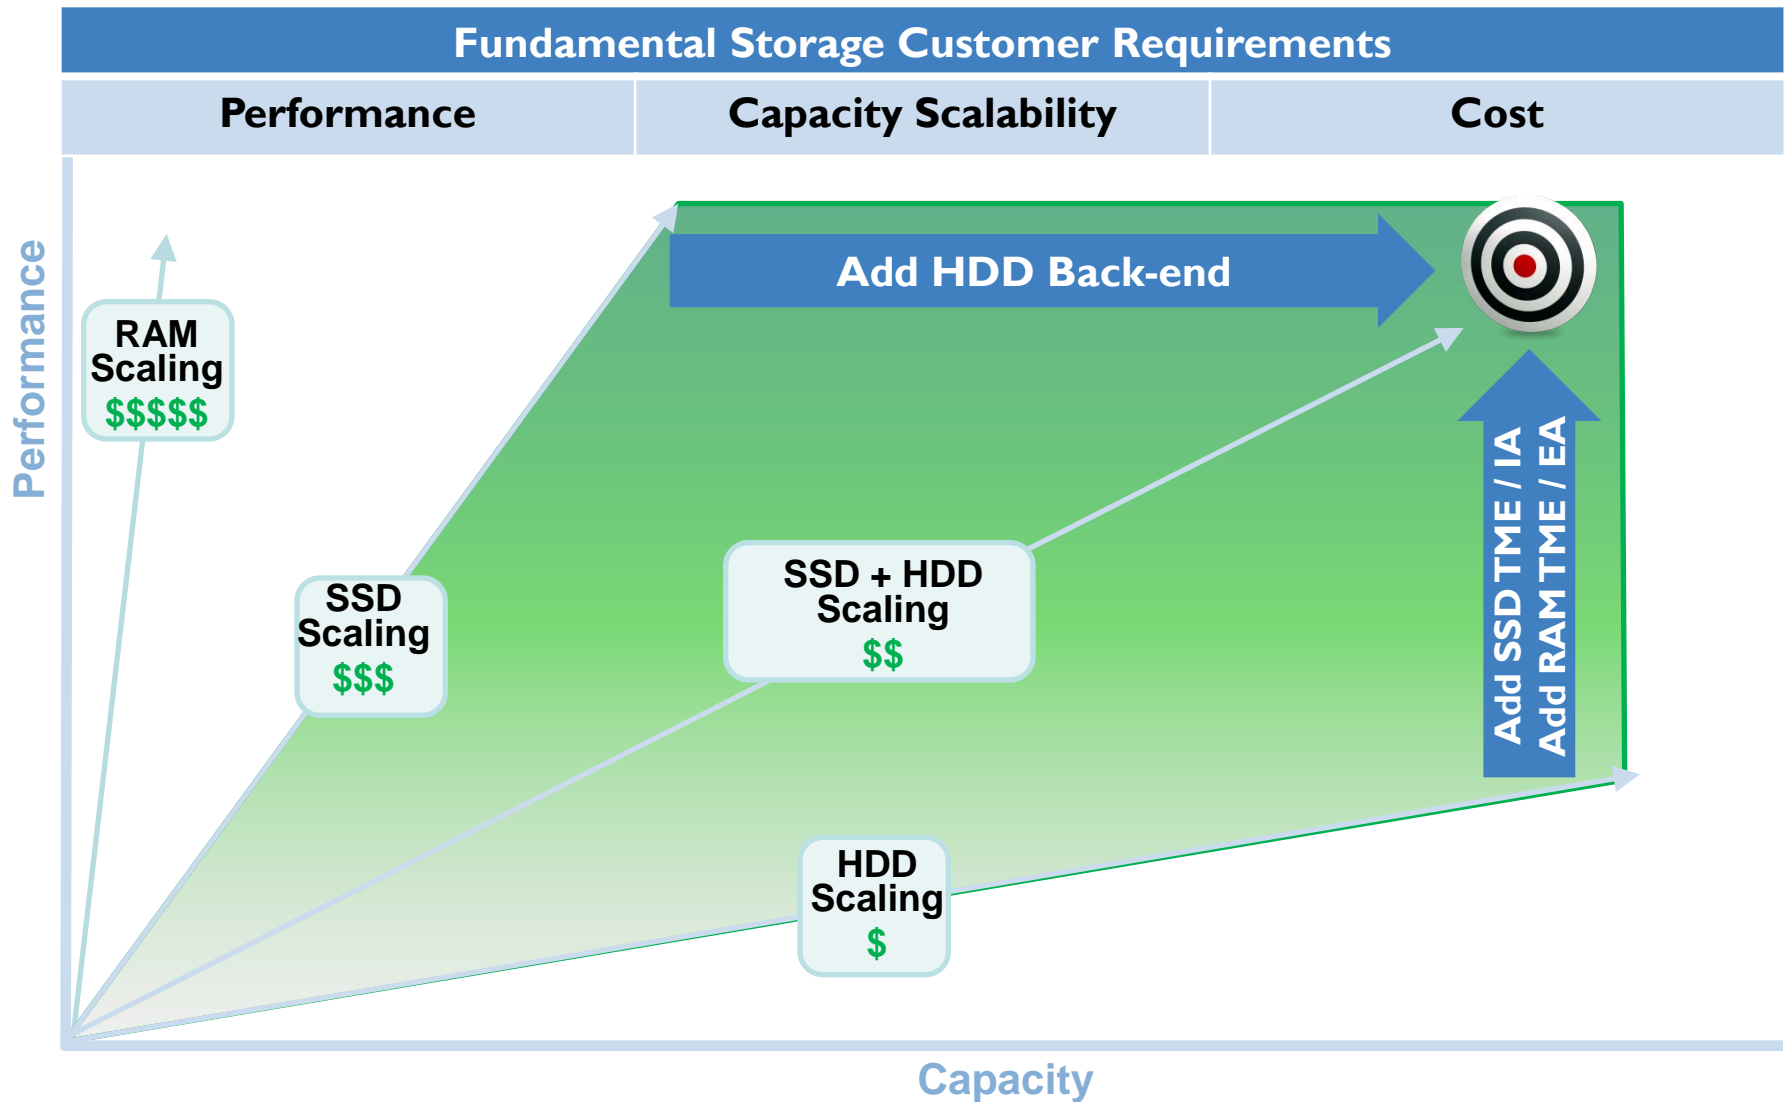 Fundamental Storage Customer Requirements
Performance
Capacity Scalability
Cost
Performance
Add HDD Back-end
RAM
Scaling
$$$$$
SSD
Scaling
$$$
SSD + HDD
Scaling
$$
Add SSD TME / IA
Add RAM TME / EA
HDD
Scaling
$
Capacity